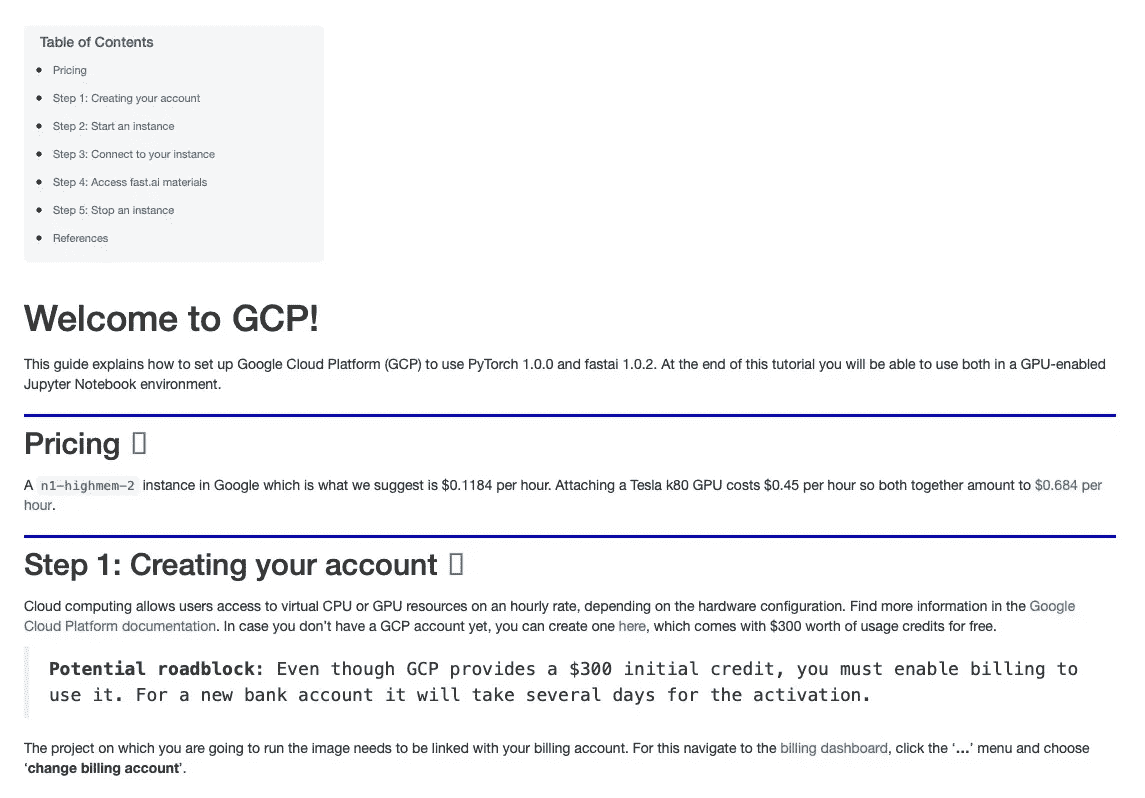 Table of Contents
Pricing
Step 1: Creating your account
Step 2: Start an instance
Step 3: Connect to your instance
Step 4: Access fast.ai materials
Step 5: Stop an instance
References
Welcome to GCP!
This guide explains how to set up Google Cloud Platform (GCP) to use PyTorch 1.0.0 and fastai 1.0.2. At the end of this tutorial you will be able to use both in a GPU-enabled
Jupyter Notebook environment.
Pricing
A n1-highmem-2 instance in Google which is what we suggest is $0.1184 per hour. Attaching a Tesla k80 GPU costs $0.45 per hour so both together amount to $0.684 per
hour.
Step 1: Creating your account
Cloud computing allows users access to virtual CPU or GPU resources on an hourly rate, depending on the hardware configuration. Find more information in the Google
Cloud Platform documentation. In case you don't have a GCP account yet, you can create one here, which comes with $300 worth of usage credits for free.
Potential roadblock: Even though GCP provides a $300 initial credit, you must enable billing to
use it. For a new bank account it will take several days for the activation.
The project on which you are going to run the image needs to be linked with your billing account. For this navigate to the billing dashboard, click the '...' menu and choose
'change billing account'.